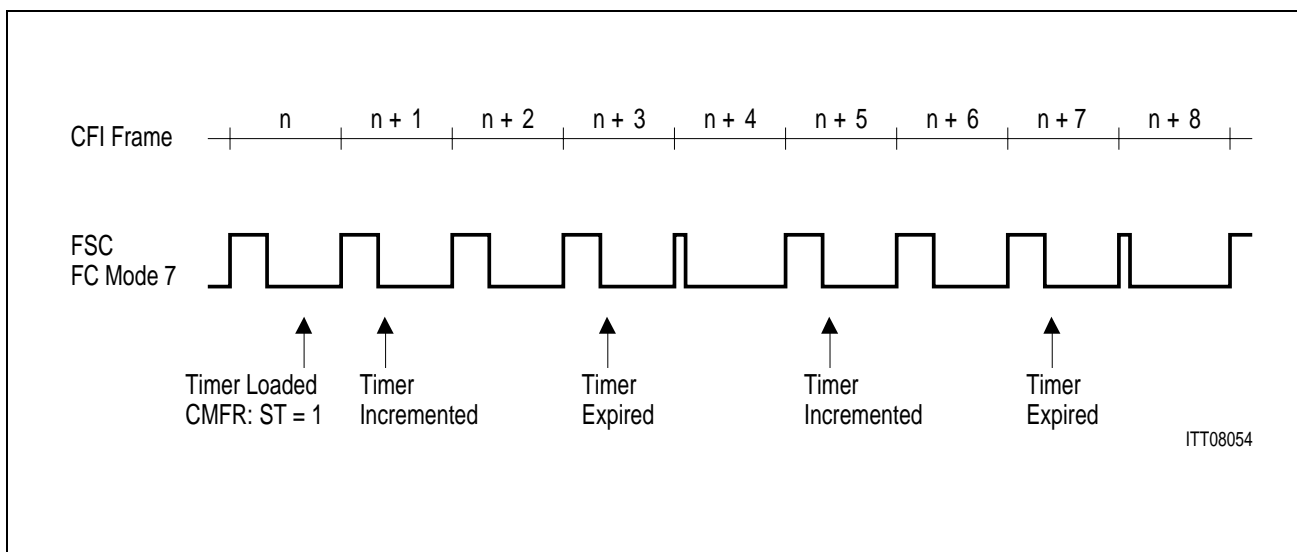 CFI Frame
n
n + 1
n + 2
n + 3
n + 4
n + 5
n + 6
n + 7
n + 8
FSC
FC Mode 7
Timer Loaded
CMFR: ST = 1
Timer
Incremented
Timer
Expired
Timer
Incremented
Timer
Expired
ITT08054